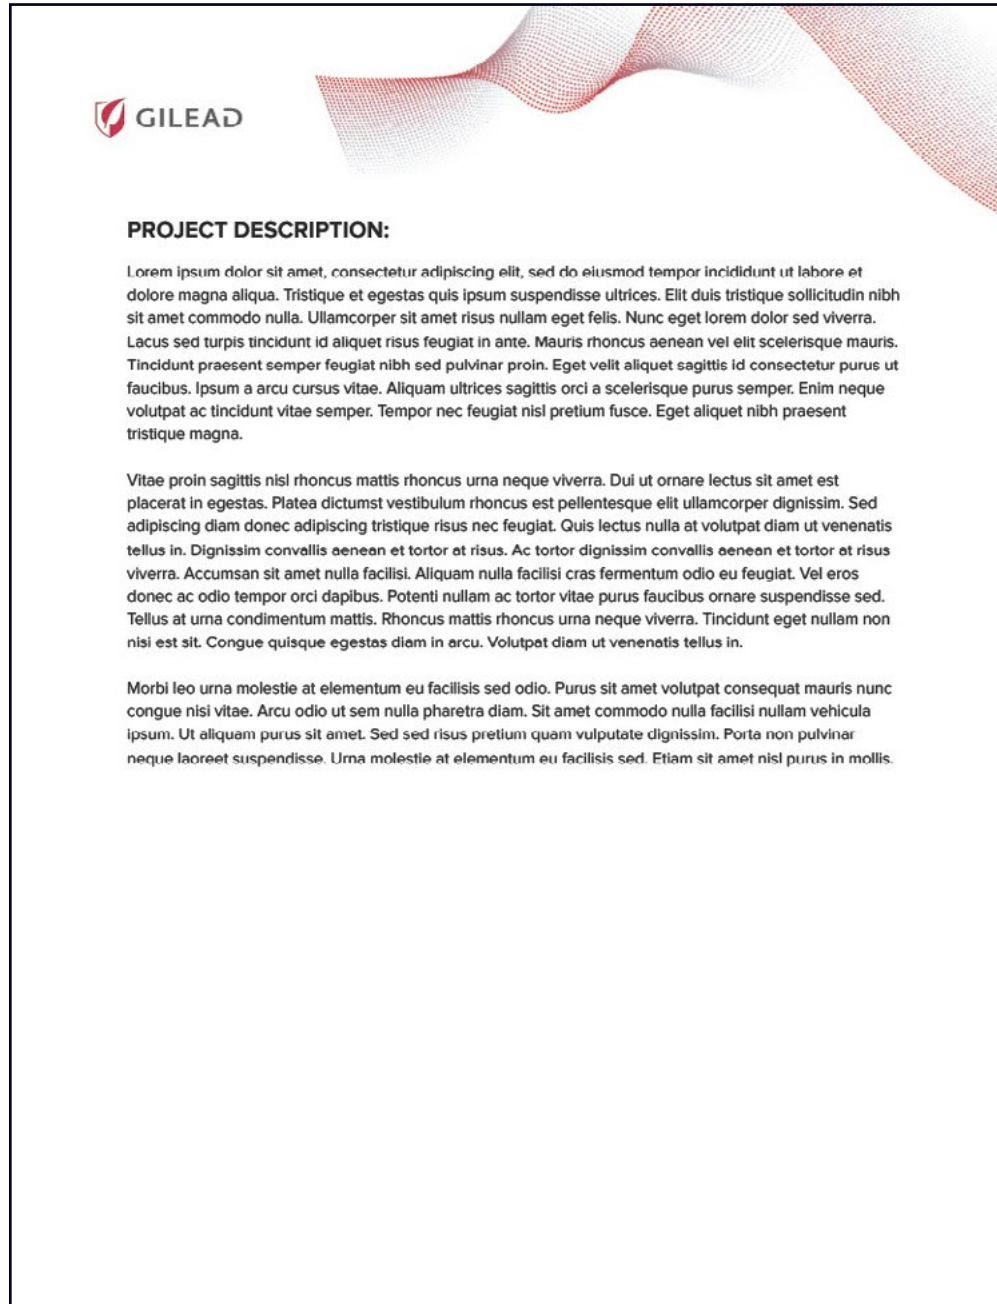 GILEAD
PROJECT DESCRIPTION:
Lorem ipsum dolor sit amet, consectetur adipiscing elit, sed do eiusmod tempor incididunt ut labore et
dolore magna aliqua. Tristique et egestas quis ipsum suspendisse ultrices. Elit duis tristique sollicitudin nibh
sit amet commodo nulla. Ullamcorper sit amet risus nullam eget felis. Nunc eget lorem dolor sed viverra.
Lacus sed turpis tincidunt id aliquet risus feugiat in ante. Mauris rhoncus aenean vel elit scelerisque mauris.
Tincidunt praesent semper feugiat nibh sed pulvinar proin. Eget velit aliquet sagittis id consectetur purus ut
faucibus. Ipsum a arcu cursus vitae. Aliquam ultrices sagittis orci a scelerisque purus semper. Enim neque
volutpat ac tincidunt vitae semper. Tempor nec feugiat nisl pretium fusce. Eget aliquet nibh praesent
tristique magna.
Vitae proin sagittis nisl rhoncus mattis rhoncus urna neque viverra. Dui ut ornare lectus sit amet est
placerat in egestas. Platea dictumst vestibulum rhoncus est pellentesque elit ullamcorper dignissim. Sed
adipiscing diam donec adipiscing tristique risus nec feugiat. Quis lectus nulla at volutpat diam ut venenatis
tellus in. Dignissim convallis aenean et tortor at risus. Ac tortor dignissim convallis aenean et tortor at risus
viverra. Accumsan sit amet nulla facilisi. Aliquam nulla facilisi cras fermentum odio eu feugiat. Vel eros
donec ac odio tempor orci dapibus. Potenti nullam ac tortor vitae purus faucibus ornare suspendisse sed.
Tellus at urna condimentum mattis. Rhoncus mattis rhoncus urna neque viverra. Tincidunt eget nullam non
nisi est sit. Congue quisque egestas diam in arcu. Volutpat diam ut venenatis tellus in.
Morbi leo urna molestie at elementum eu facilisis sed odio. Purus sit amet volutpat consequat mauris nunc
congue nisi vitae. Arcu odio ut sem nulla pharetra diam. Sit amet commodo nulla facilisi nullam vehicula
ipsum. Ut aliquam purus sit amet. Sed sed risus pretium quam vulputate dignissim. Porta non pulvinar
neque laoreet suspendisse. Urna molestie at elementum eu facilisis sed. Etiam sit amet nisl purus in mollis.